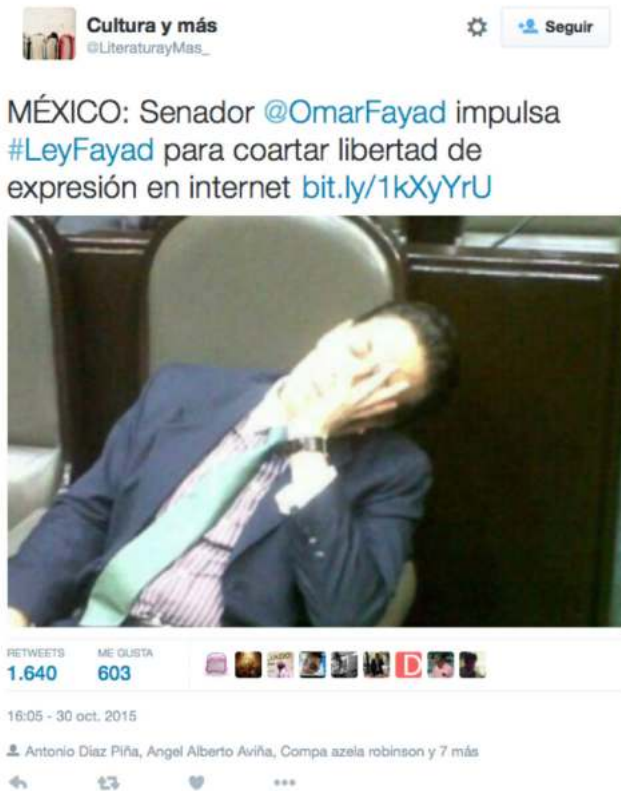 Cultura y más
@LiteraturayMas_
Seguir
MÉXICO: Senador @OmarFayad impulsa
#LeyFayad para coartar libertad de
expresión en internet bit.ly/1kXyYrU
RETWEETS
1.640
ME GUSTA
603
D
16:05 - 30 oct. 2015
Antonio Diaz Piña, Angel Alberto Aviña, Compa azela robinson y 7 más